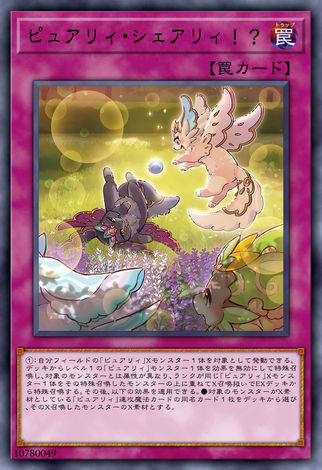 ピュアリィ・シェアリィ！？
トラップ
罠
【罠カード】
①：自分フィールドの「ピュアリィ」Xモンスター１体を対象として発動できる。
デッキからレベル１の「ピュアリィ」モンスター１体を効果を無効にして特殊召
喚し、対象のモンスターとは属性が異なり、ランクが同じ「ピュアリィ」Xモンス
ター１体をその特殊召喚したモンスターの上に重ねてX召喚扱いでEXデッキか
ら特殊召喚する。その後、以下の効果を適用できる。●対象のモンスターがX素
材としている「ピュアリィ」速攻魔法カードの同名カード１枚をデッキから選び、
そのX召喚したモンスターのX素材とする。
10780049